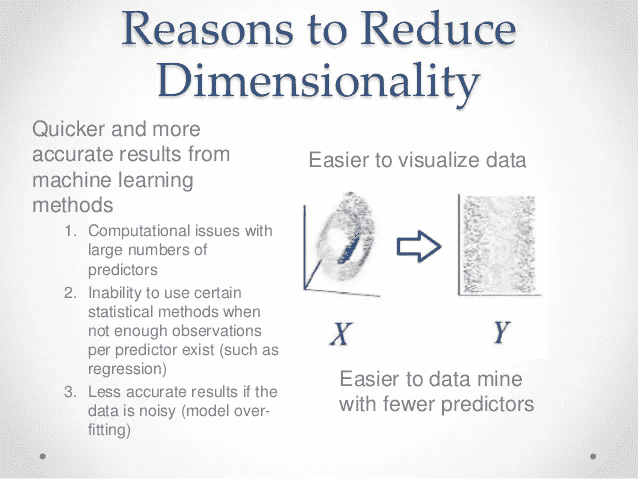 Reasons to Reduce
Dimensionality
Quicker and more
accurate results from
machine learning
methods
1. Computational issues with
large numbers of
predictors
2. Inability to use certain
statistical methods when
not enough observations
per predictor exist (such as
regression)
3. Less accurate results if the
data is noisy (model over-
fitting)
Easier to visualize data
X
Y
Easier to data mine
with fewer predictors